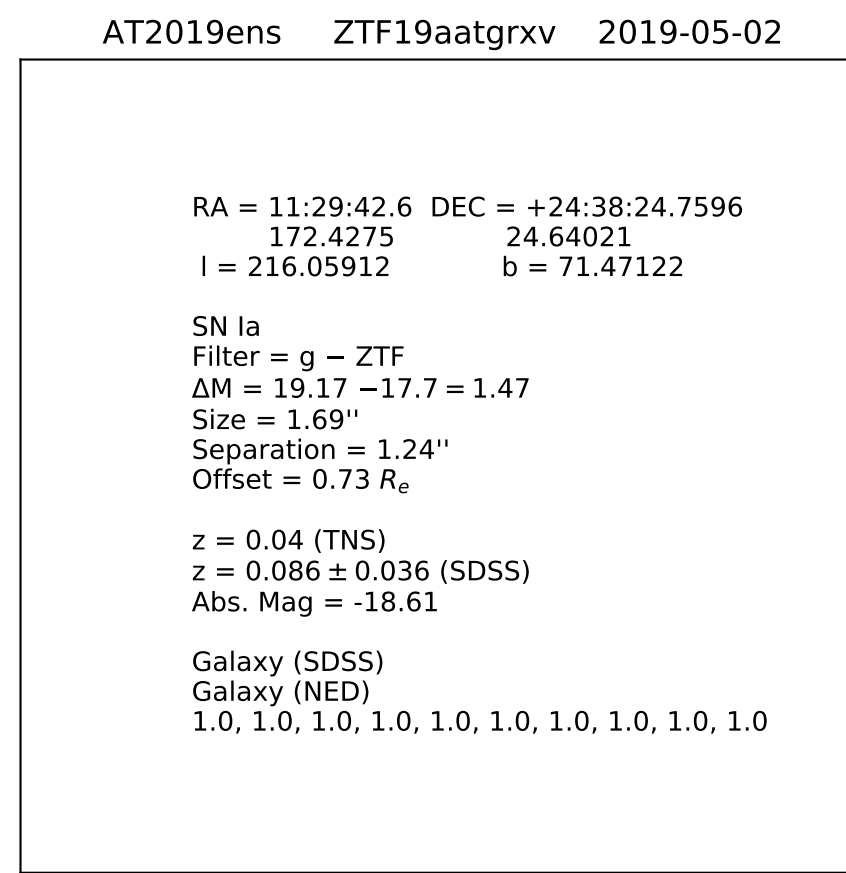 AT2019ens ZTF19aatgrxv 2019-05-02
RA = 11:29:42.6 DEC = +24:38:24.7596
172.4275 24.64021
l = 216.05912 b = 71.47122
SN Ia
Filter = g − ZTF
ΔM = 19.17 −17.7 = 1.47
Size = 1.69''
Separation = 1.24''
Offset = 0.73 Rₑ
z = 0.04 (TNS)
z = 0.086 ± 0.036 (SDSS)
Abs. Mag = -18.61
Galaxy (SDSS)
Galaxy (NED)
1.0, 1.0, 1.0, 1.0, 1.0, 1.0, 1.0, 1.0, 1.0, 1.0